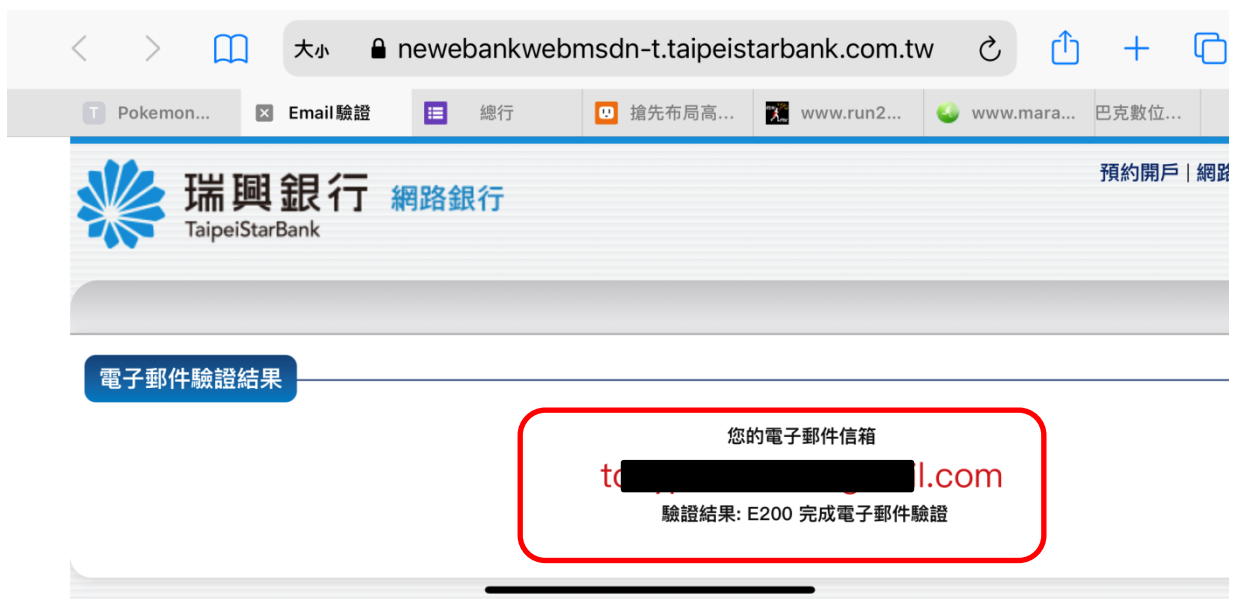 大小 newebankwebmsdn-t.taipeistarbank.com.tw
Pokemon... Email驗證 總行 搶先布局高... www.run2... www.mara... 巴克數位...
預約開戶 | 網路
瑞興銀行 網路銀行
TaipeiStarBank
電子郵件驗證結果
您的電子郵件信箱
l.com
驗證結果: E200 完成電子郵件驗證